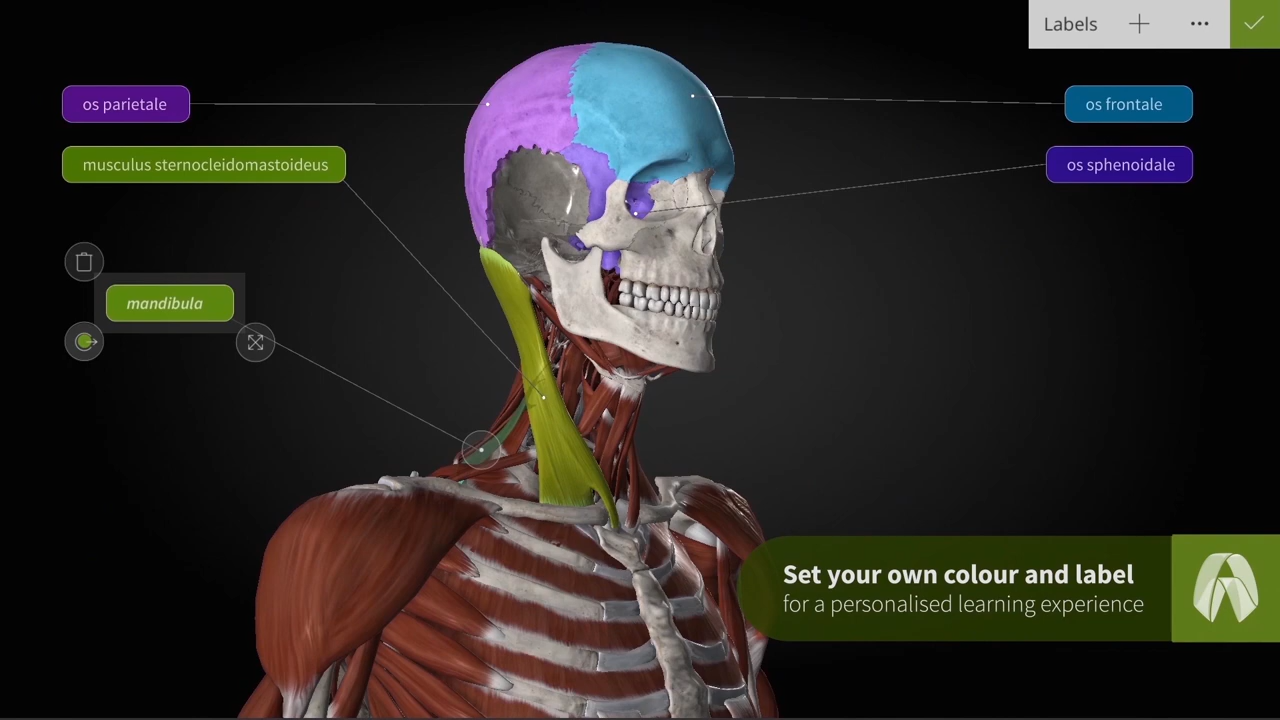 Labels
os parietale
os frontale
musculus sternocleidomastoideus
os sphenoidale
mandibula
Set your own colour and label
for a personalised learning experience